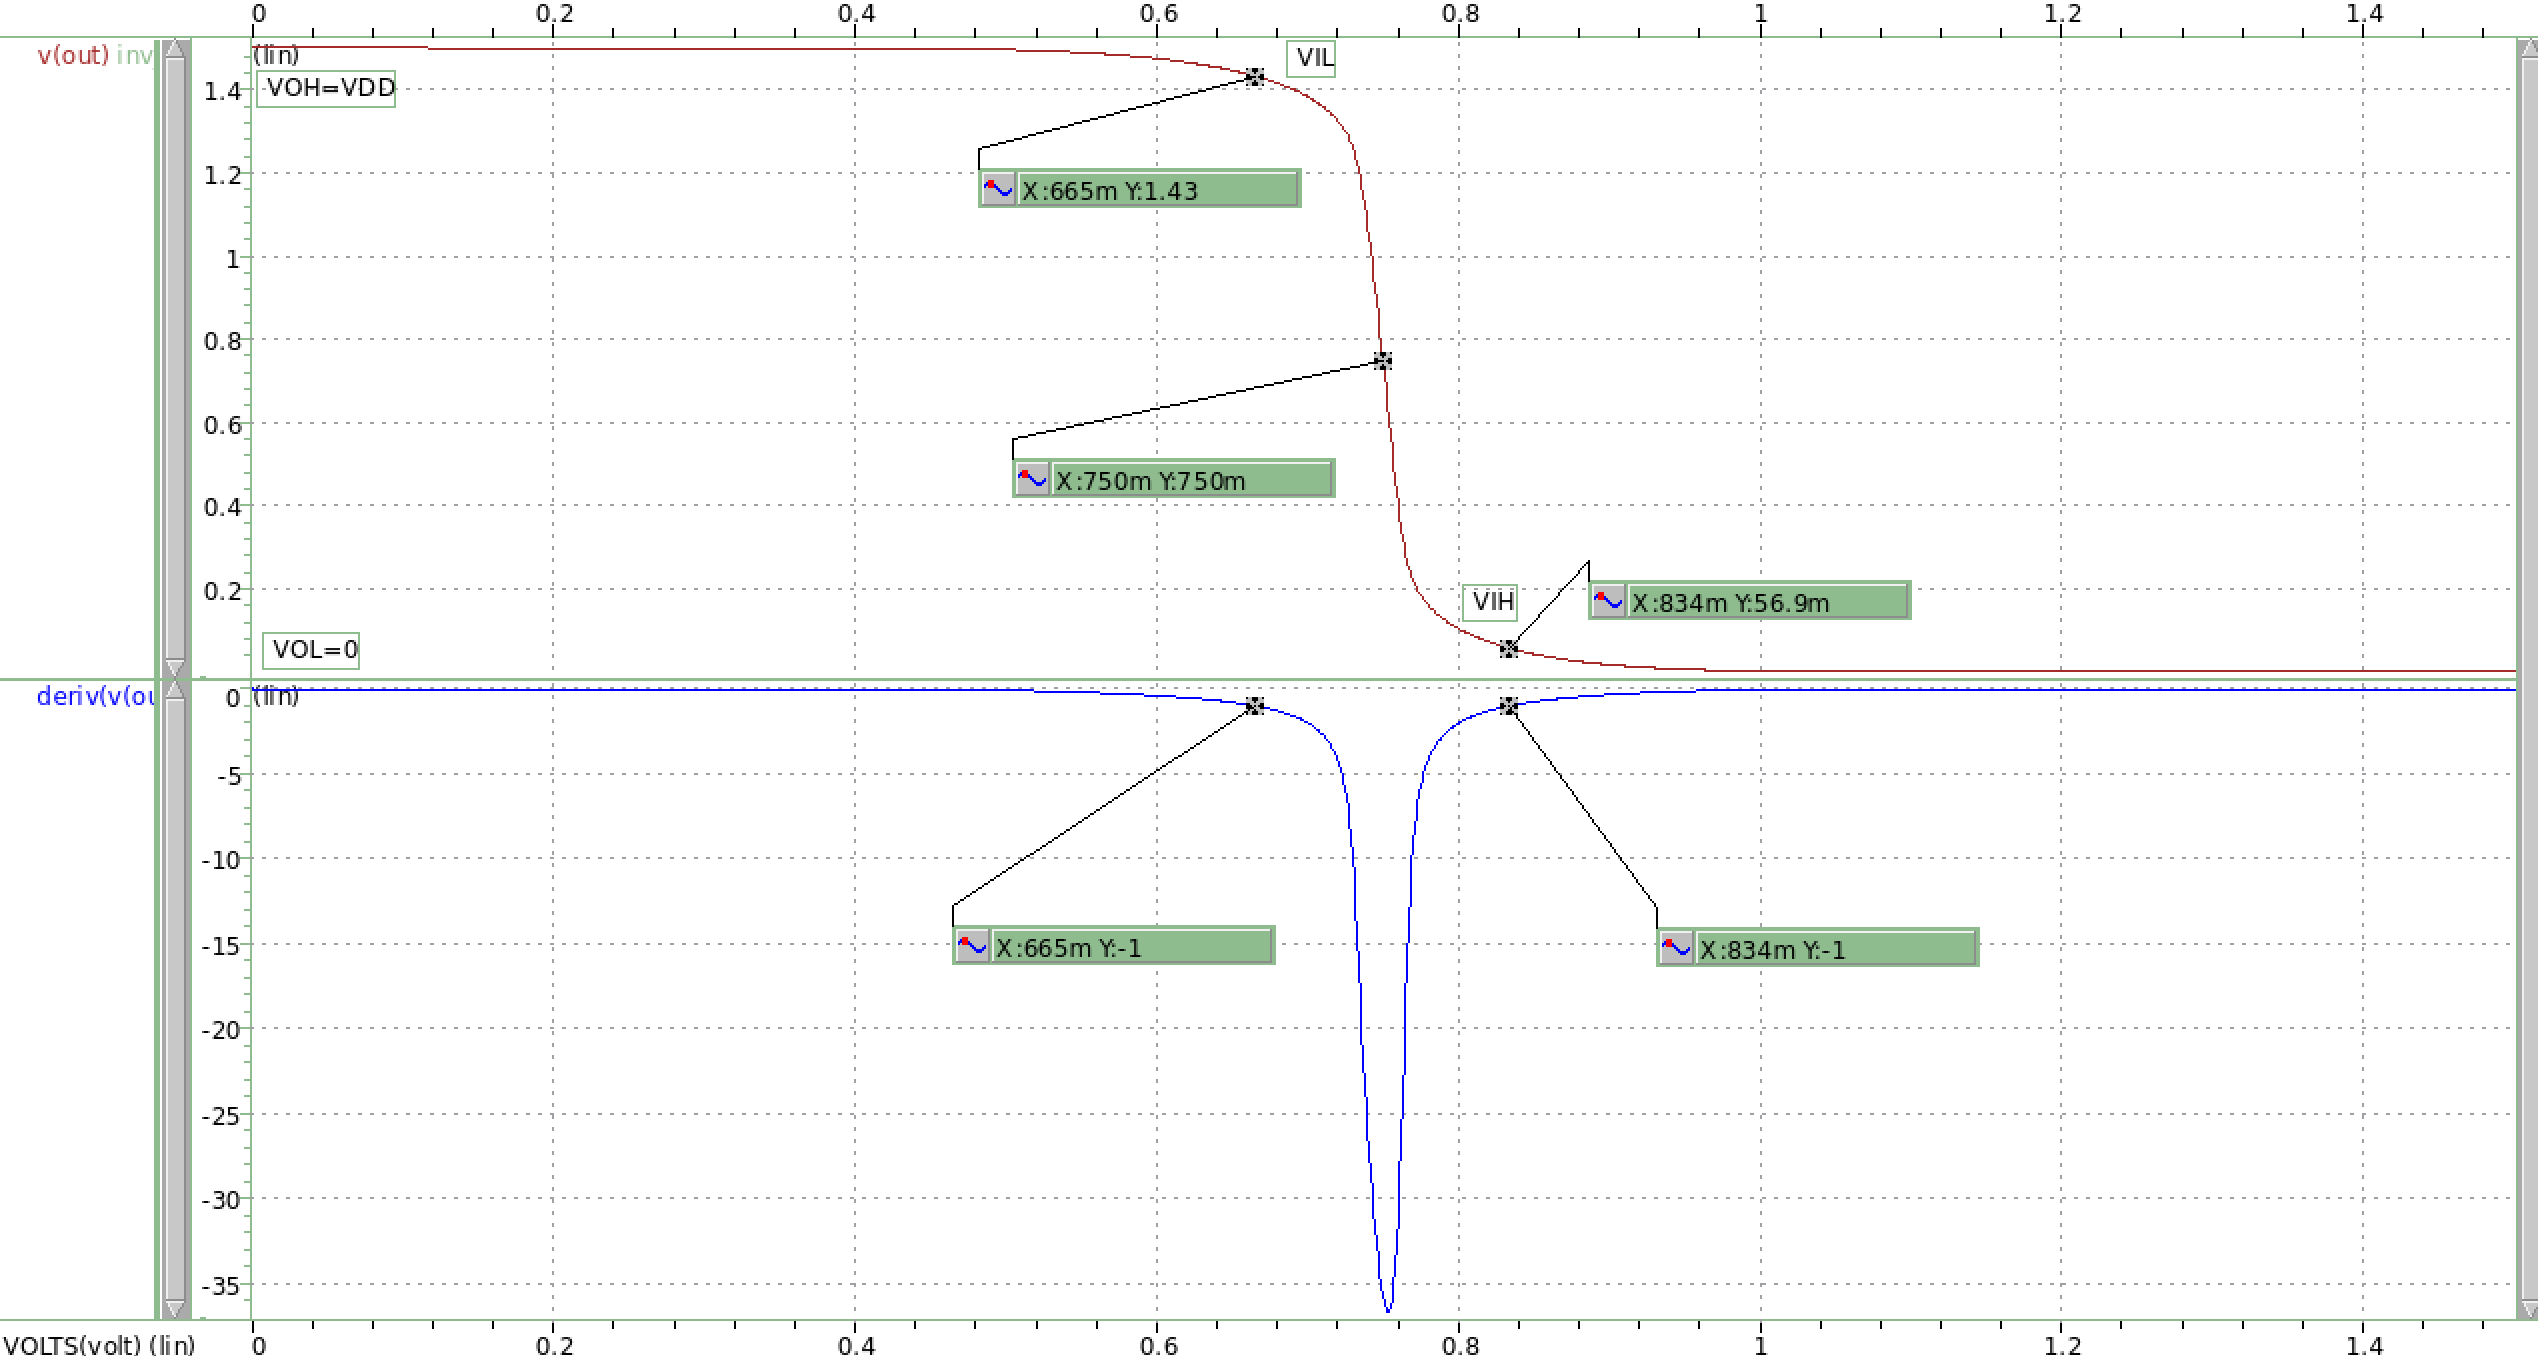 0 0.2 0.4 0.6 0.8 1 1.2 1.4
v(out) inv
(lin)
VIL
VOH=VDD
1.4
1.2
X:665m Y:1.43
1
0.8
0.6
X:750m Y:750m
0.4
0.2
VIH
X:834m Y:56.9m
VOL=0
deriv(v(ou
0
(lin)
-5
-10
-15
X:665m Y:-1
X:834m Y:-1
-20
-25
-30
-35
VOLTS(volt) (lin) 0 0.2 0.4 0.6 0.8 1 1.2 1.4